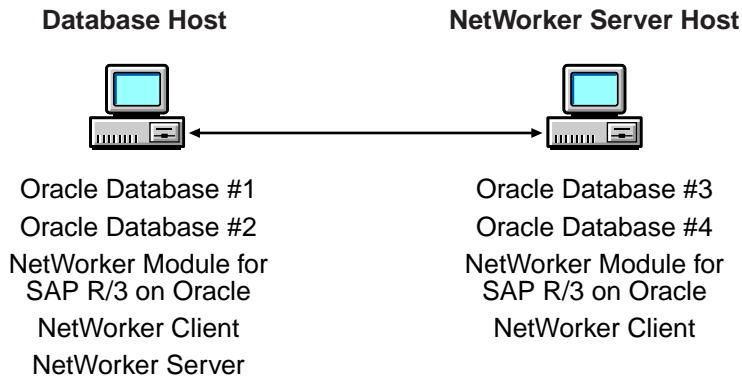 Database Host
NetWorker Server Host
Oracle Database #1
Oracle Database #2
NetWorker Module for
SAP R/3 on Oracle
NetWorker Client
NetWorker Server
Oracle Database #3
Oracle Database #4
NetWorker Module for
SAP R/3 on Oracle
NetWorker Client